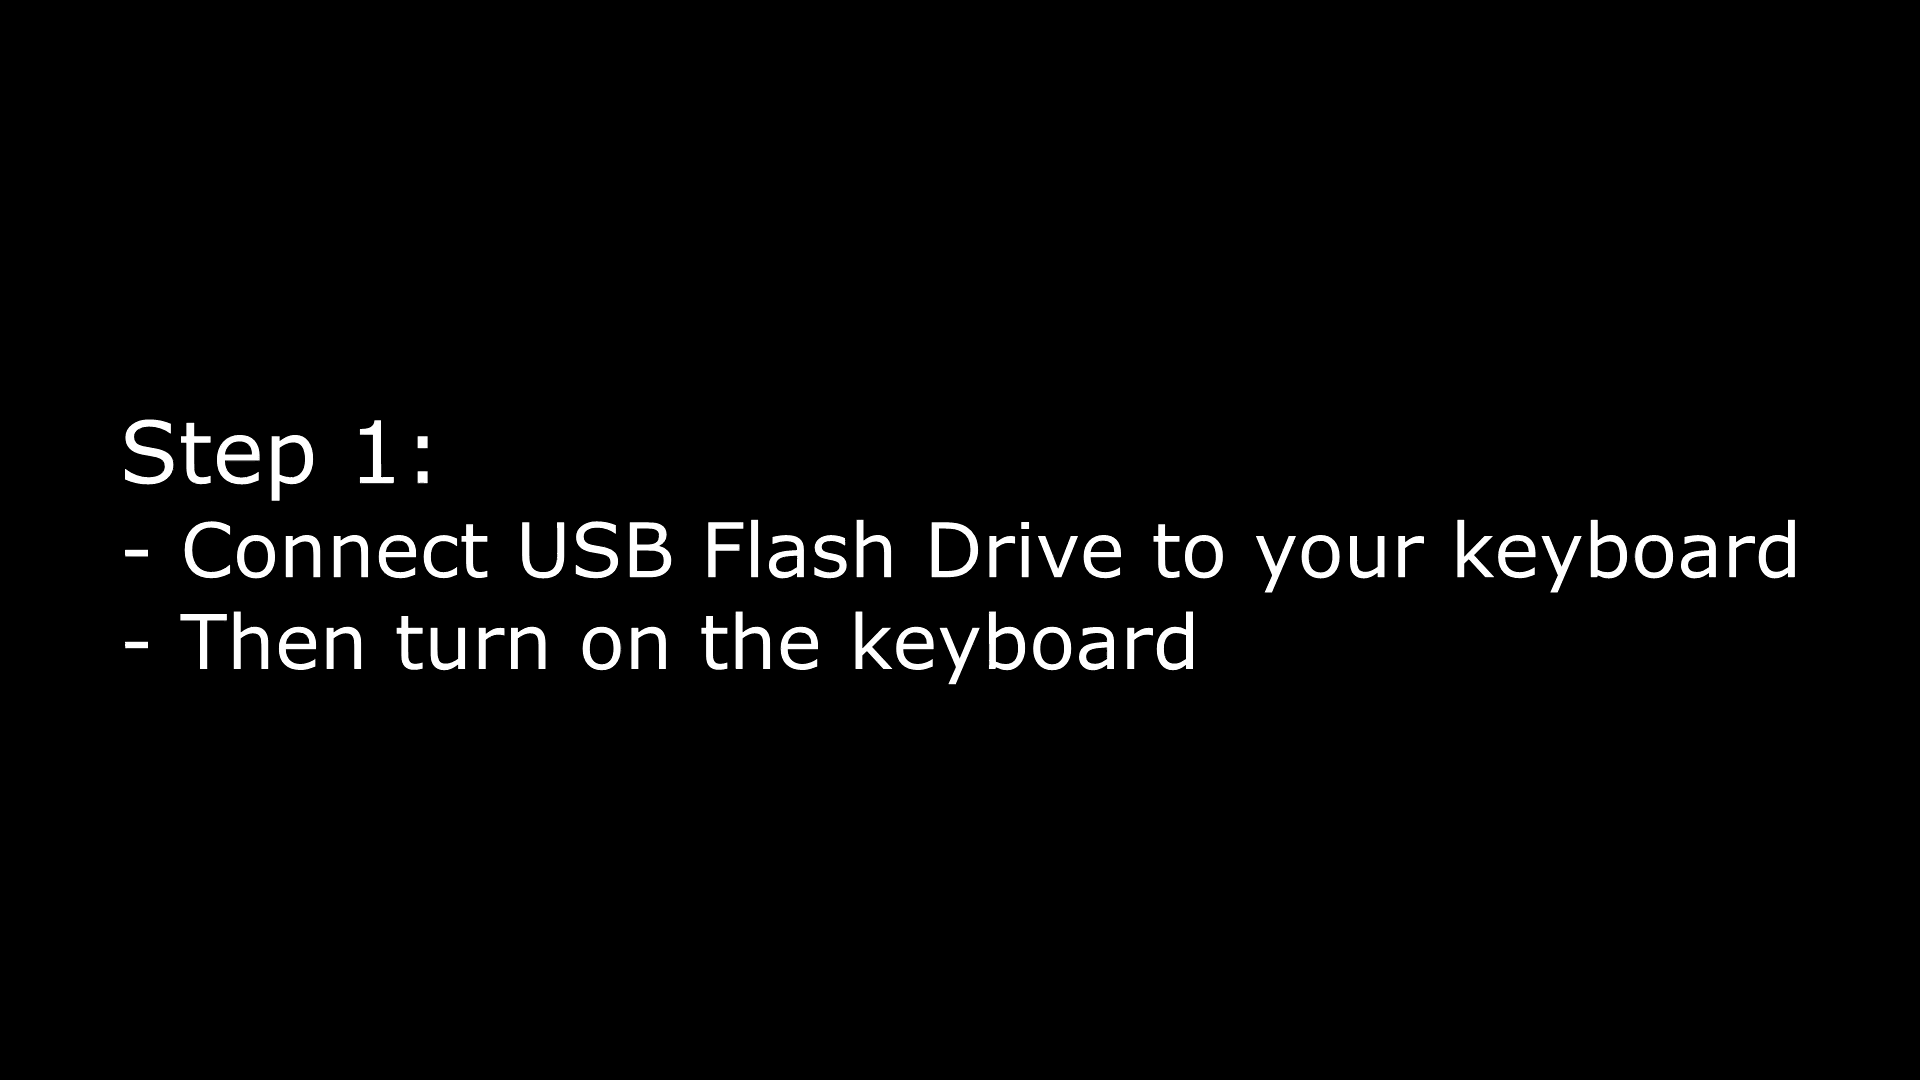 Step 1:
- Connect USB Flash Drive to your keyboard
- Then turn on the keyboard